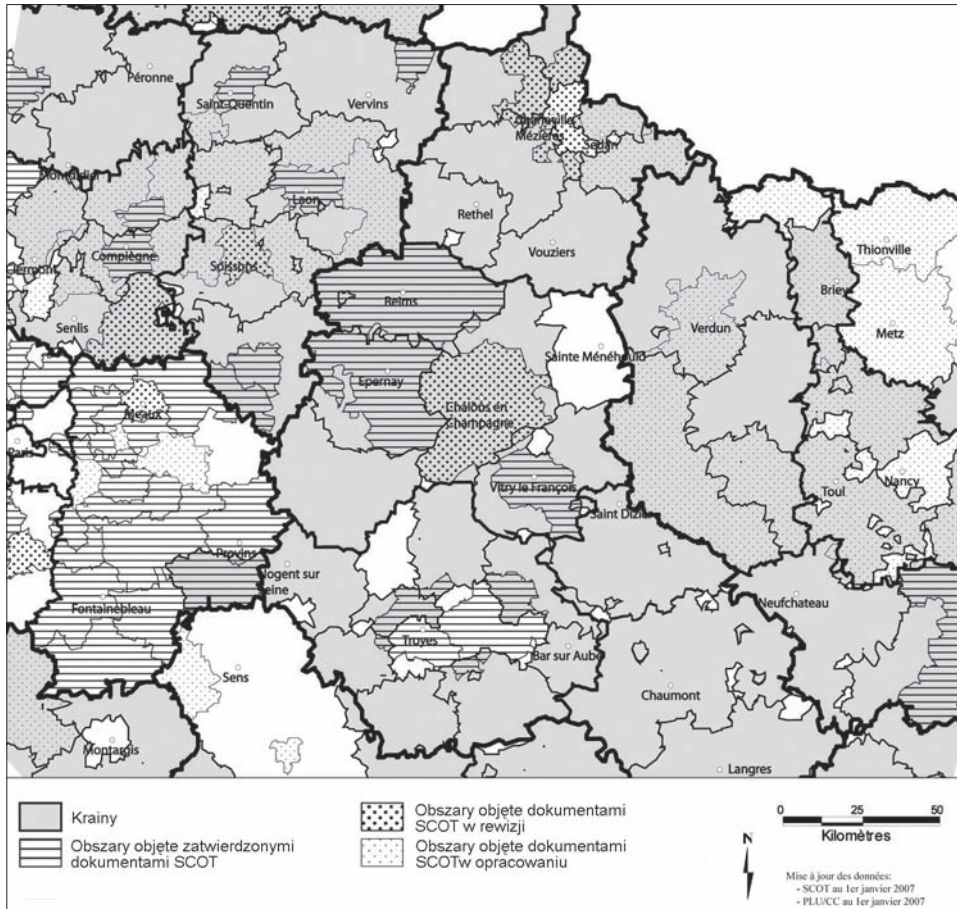 Péronne
Saint-Quentin
Vervins
Charleville
Mézières
Sedan
Montdidier
Laon
Rethel
Vouziers
Thionville
Compiègne
Clermont
Soissons
Briey
Reims
Verdun
Metz
Senlis
Sainte Ménéhould
Epernay
Meaux
Châlons en
Champagne
Paris
Vitry le François
Toul
Nancy
Saint Dizier
Provins
Nogent sur
Seine
Fontainebleau
Neufchateau
Troyes
Bar sur Aube
Sens
Chaumont
Montargis
Langres
Krainy
Obszary objęte zatwierdzonymi
dokumentami SCOT
Obszary objęte dokumentami
SCOT w rewizji
Obszary objęte dokumentami
SCOTw opracowaniu
0 25 50
Kilomètres
N
Mise à jour des données:
- SCOT au 1er janvier 2007
- PLU/CC au 1er janvier 2007